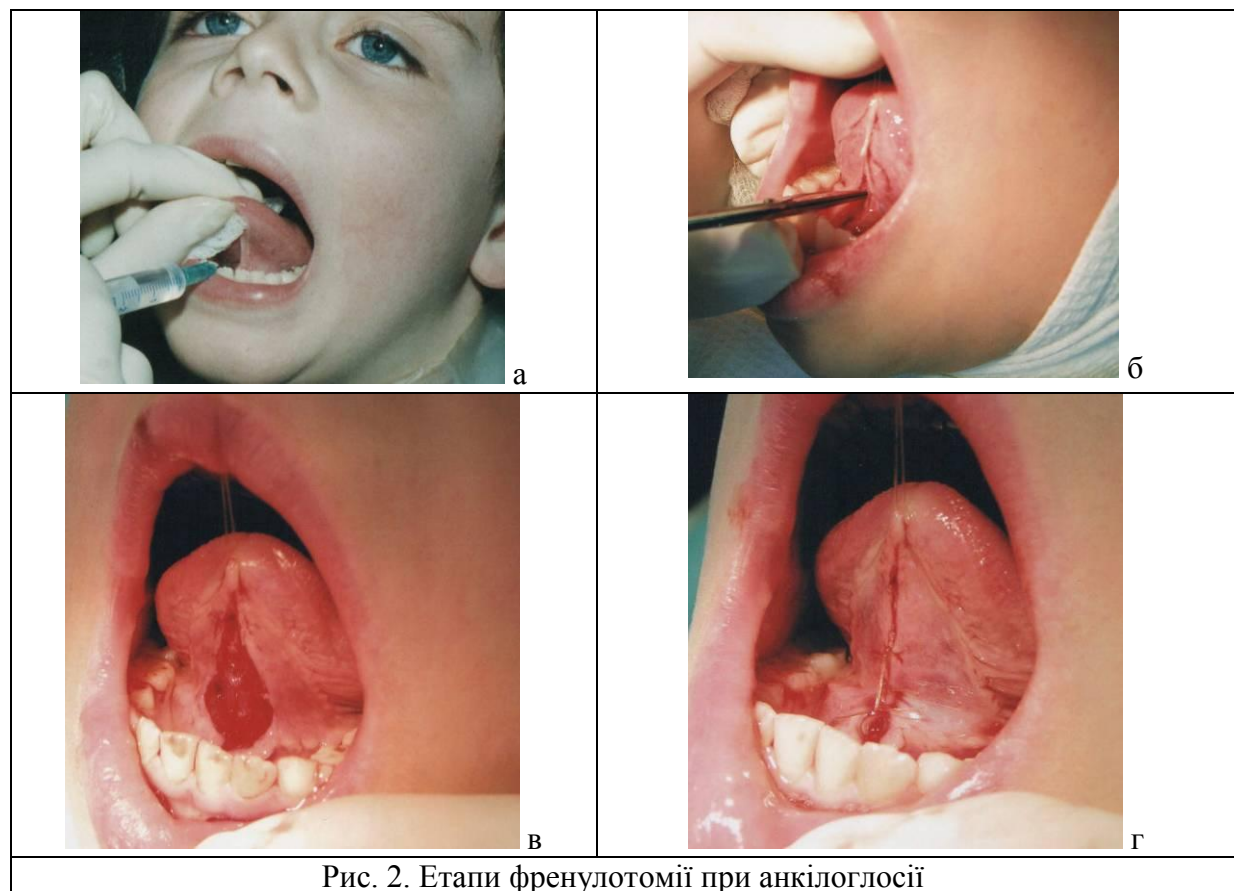 а
б
в
г
Рис. 2. Етапи френулотомії при анкілоглосії